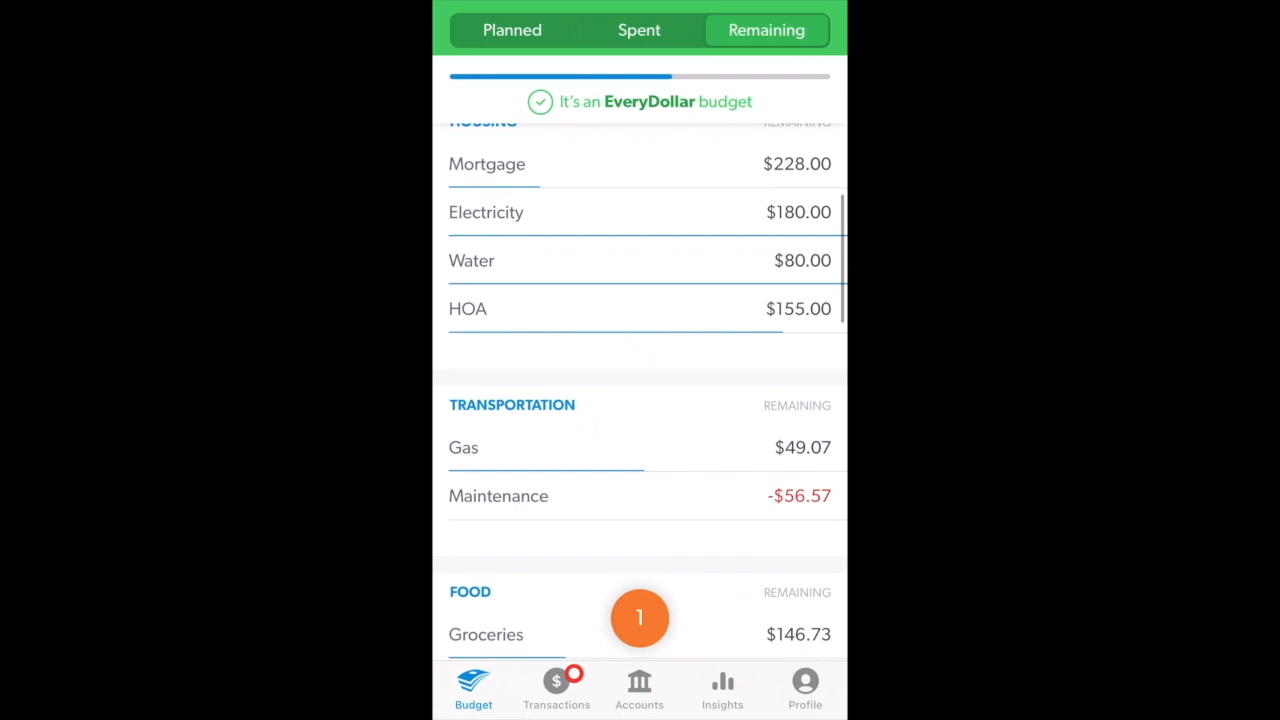 Planned Spent Remaining
It's an EveryDollar budget
HOUSING REMAINING
Mortgage $228.00
Electricity $180.00
Water $80.00
HOA $155.00
TRANSPORTATION REMAINING
Gas $49.07
Maintenance -$56.57
FOOD REMAINING
1
Groceries $146.73
$
Budget Transactions Accounts Insights Profile